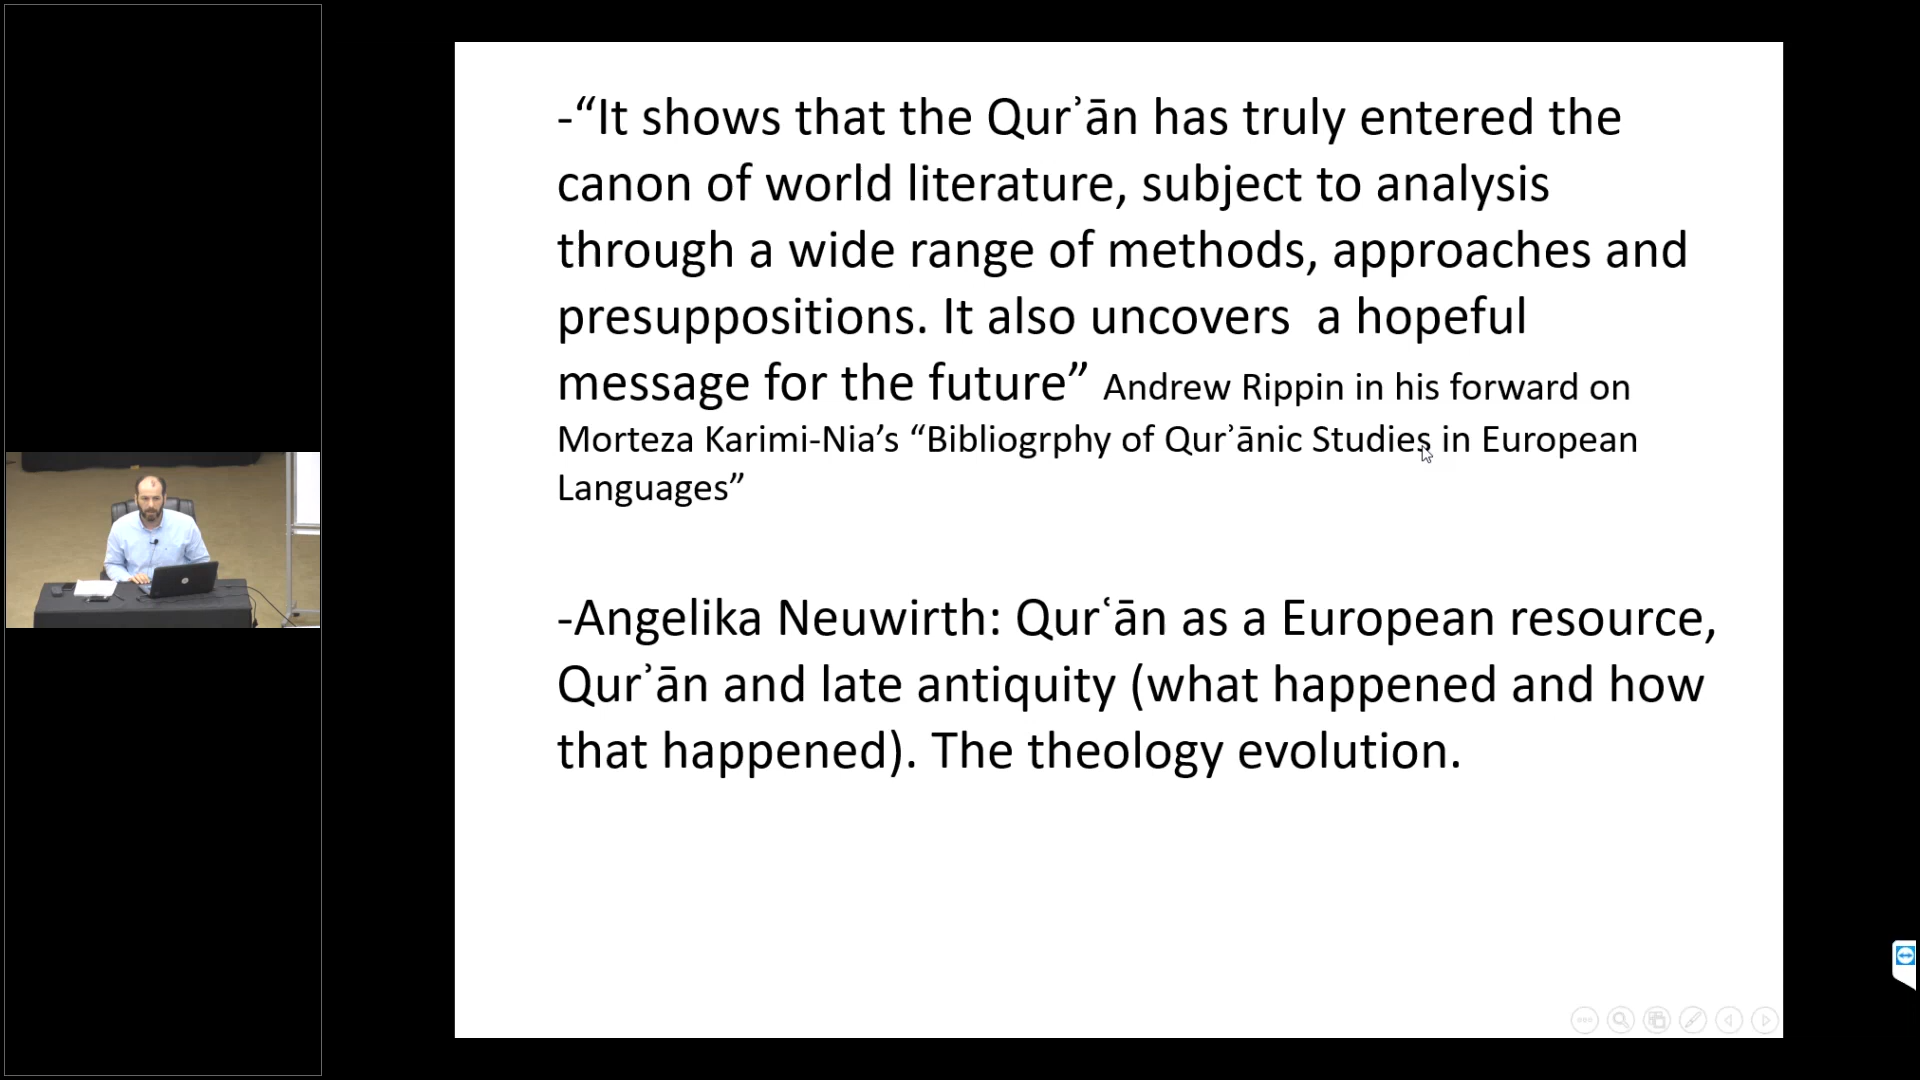 -“It shows that the Qurʾān has truly entered the
canon of world literature, subject to analysis
through a wide range of methods, approaches and
presuppositions. It also uncovers  a hopeful
message for the future” Andrew Rippin in his forward on
Morteza Karimi-Nia’s “Bibliogrphy of Qurʾānic Studies in European
Languages”
-Angelika Neuwirth: Qurʿān as a European resource,
Qurʾān and late antiquity (what happened and how
that happened). The theology evolution.